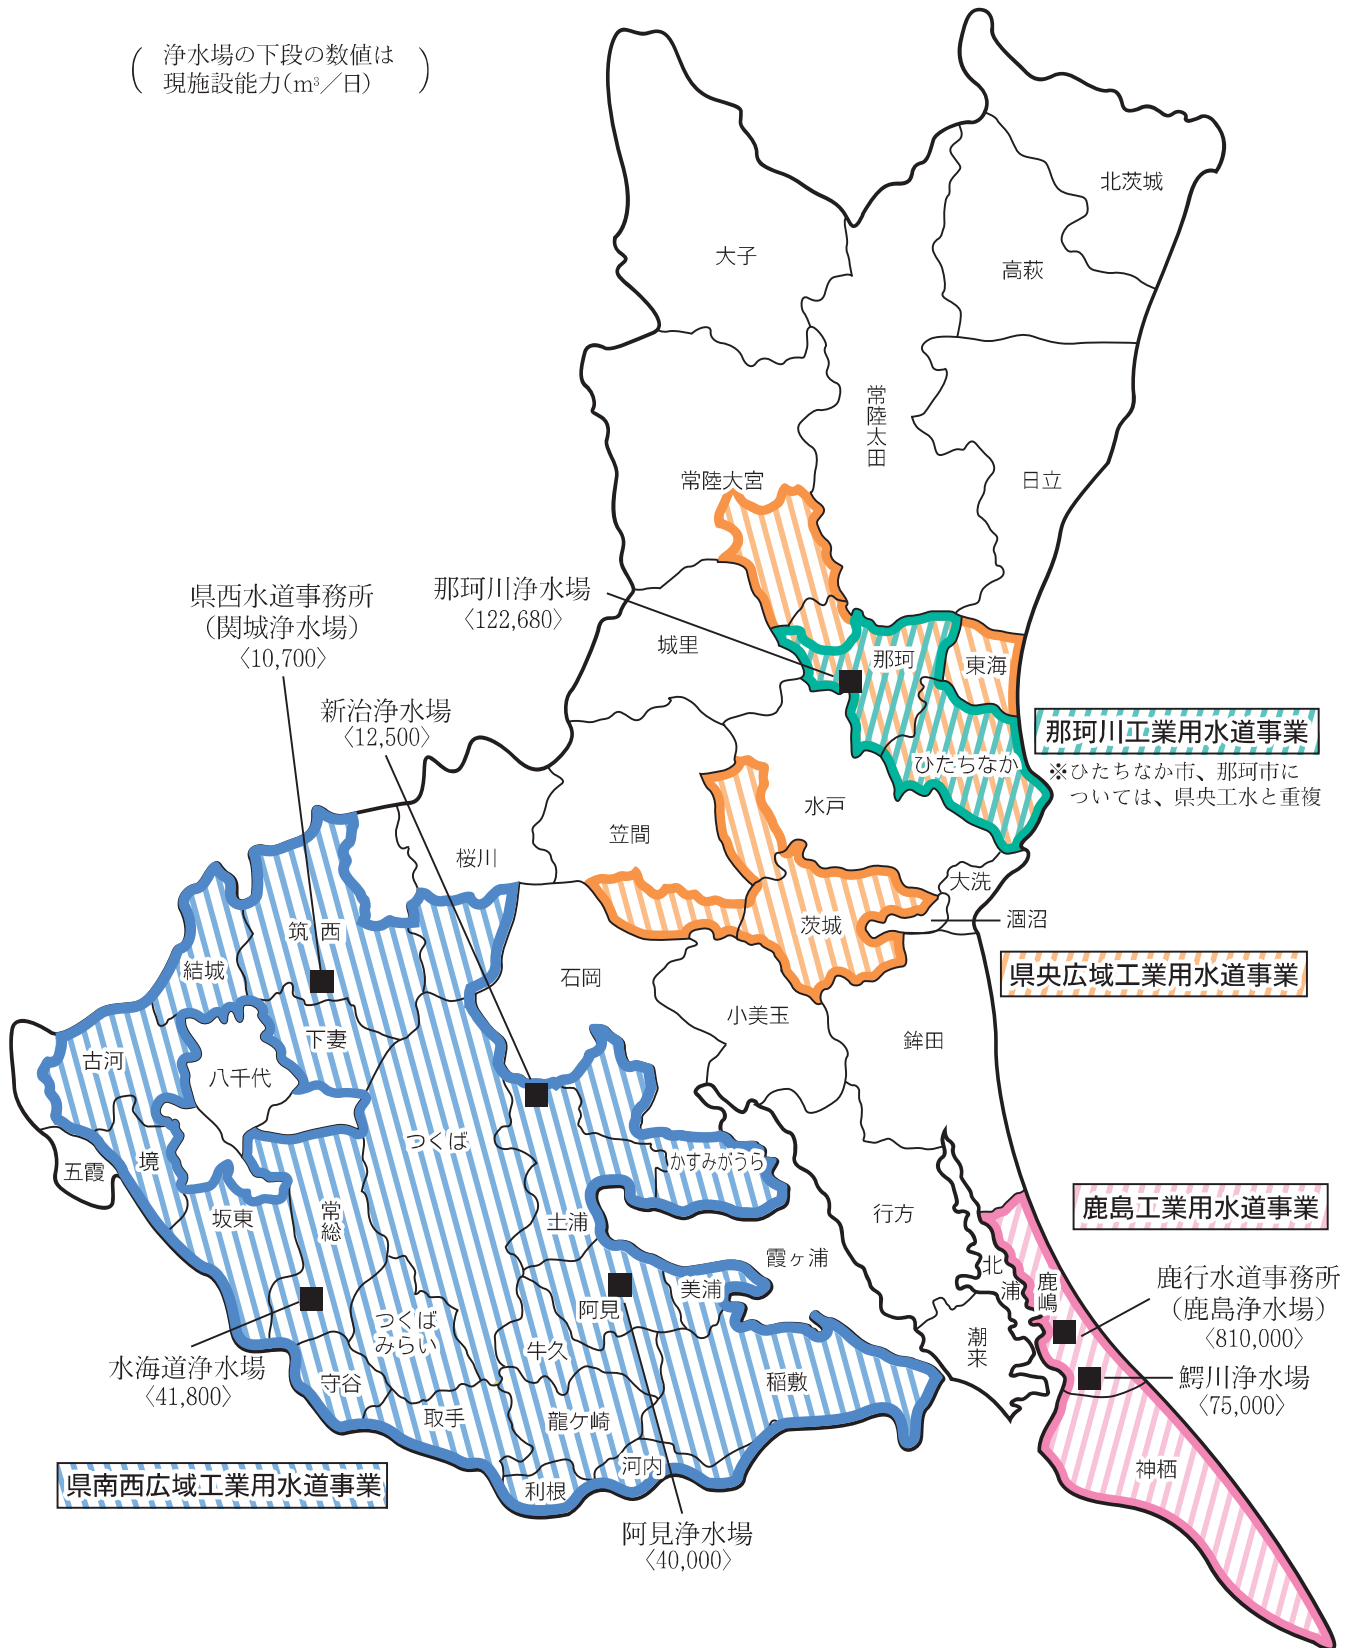 浄水場の下段の数値は
現施設能力(m³／日)
北茨城
大子
高萩
常陸太田
常陸大宮
日立
那珂川浄水場
〈122,680〉
県西水道事務所
（関城浄水場）
〈10,700〉
城里
那珂
東海
新治浄水場
〈12,500〉
那珂川工業用水道事業
※ひたちなか市、那珂市に
ついては、県央工水と重複
ひたちなか
水戸
笠間
桜川
大洗
涸沼
茨城
筑西
結城
石岡
県央広域工業用水道事業
小美玉
鉾田
下妻
古河
八千代
つくば
かすみがうら
境
五霞
坂東
常総
土浦
行方
鹿島工業用水道事業
霞ヶ浦
北浦
鹿嶋
美浦
阿見
鹿行水道事務所
（鹿島浄水場）
〈810,000〉
つくば
みらい
牛久
潮来
水海道浄水場
〈41,800〉
守谷
稲敷
鰐川浄水場
〈75,000〉
取手
龍ケ崎
河内
神栖
県南西広域工業用水道事業
利根
阿見浄水場
〈40,000〉